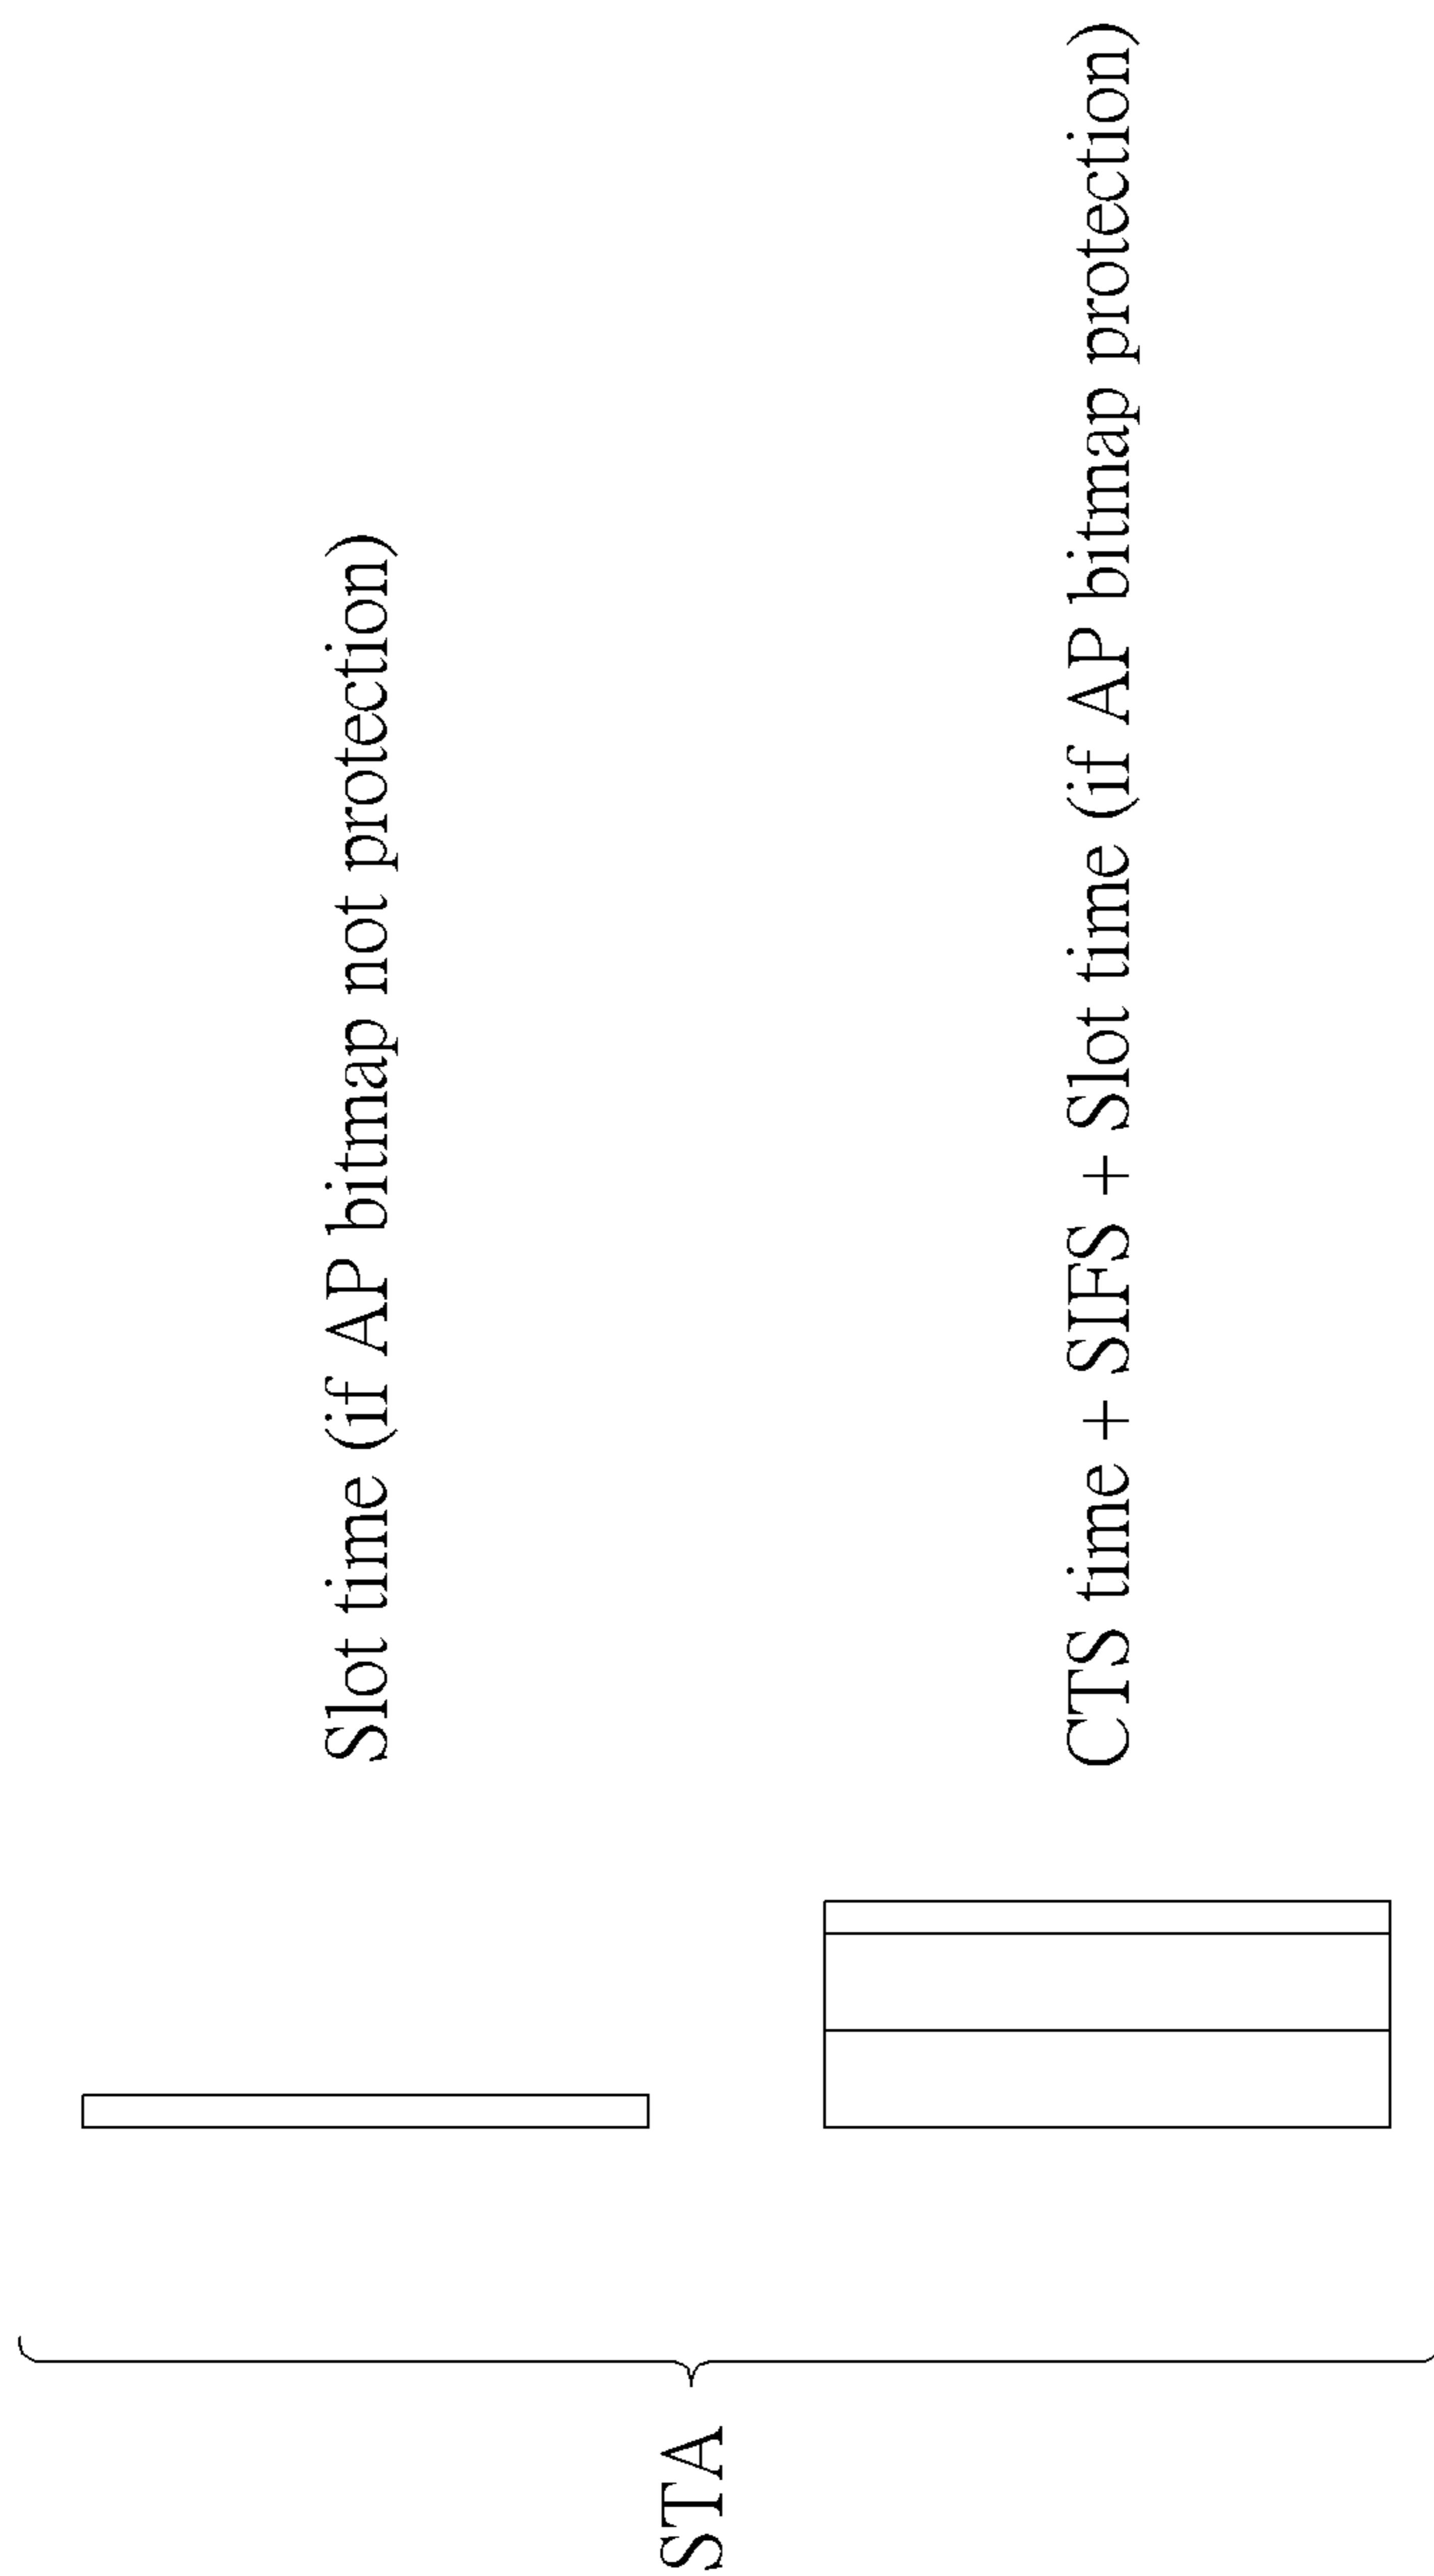 STA
Slot time (if AP bitmap not protection)
CTS time + SIFS + Slot time (if AP bitmap protection)